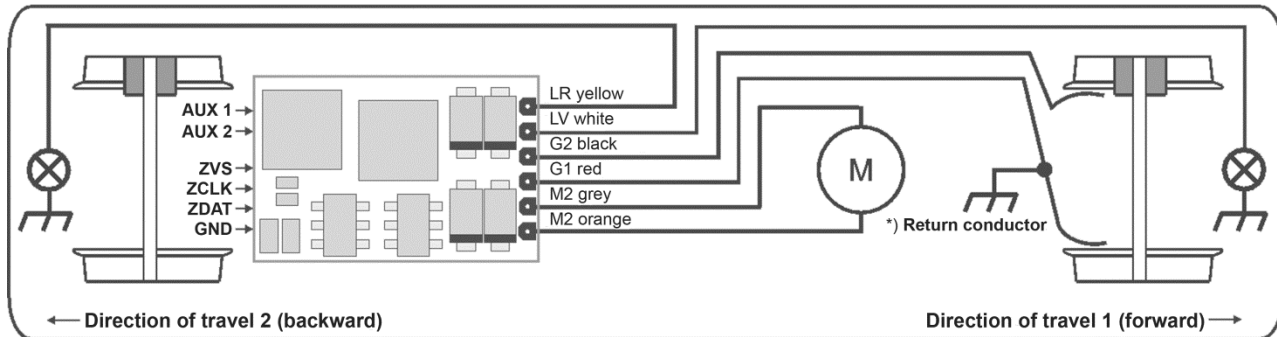 AUX 1
AUX 2
ZVS
ZCLK
ZDAT
GND
LR yellow
LV white
G2 black
G1 red
M2 grey
M2 orange
M
*) Return conductor
← Direction of travel 2 (backward)
Direction of travel 1 (forward) →